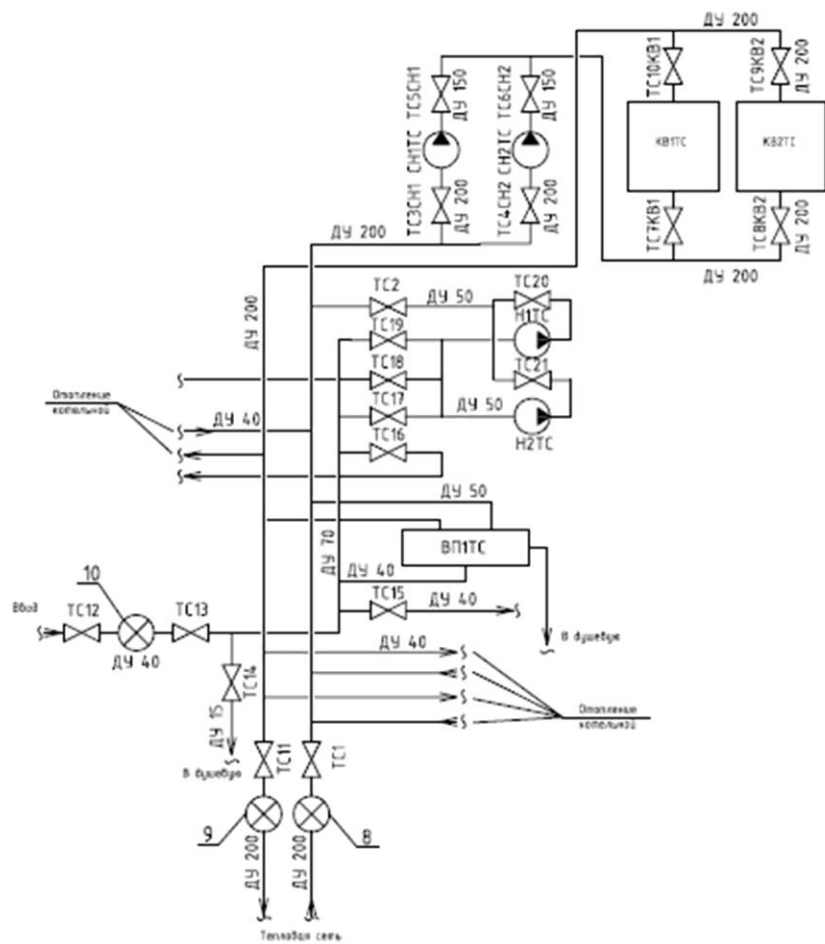 ДУ 200
ТС5СН1
ДУ 150
ТС6СН2
ДУ 150
ТС10КВ1
ТС9КВ2
ДУ 200
СН1ТС
СН2ТС
КВ1ТС
КВ2ТС
ТС3СН1
ДУ 200
ТС4СН2
ДУ 200
ТС7КВ1
ТС8КВ2
ДУ 200
ДУ 200
ДУ 200
ДУ 200
ТС2
ДУ 50
ТС20
ТС19
Н1ТС
ТС18
ТС21
Отопление
котельной
ДУ 40
ТС17
ДУ 50
ТС16
Н2ТС
ДУ 50
ДУ 70
ВП1ТС
10
ДУ 40
ТС15
ДУ 40
Ввод
ТС12
ТС13
В душевую
ДУ 40
ДУ 40
ТС14
ДУ 15
Отопление
котельной
В душевую
ТС11
ТС1
9
8
ДУ 200
ДУ 200
Тепловая сеть